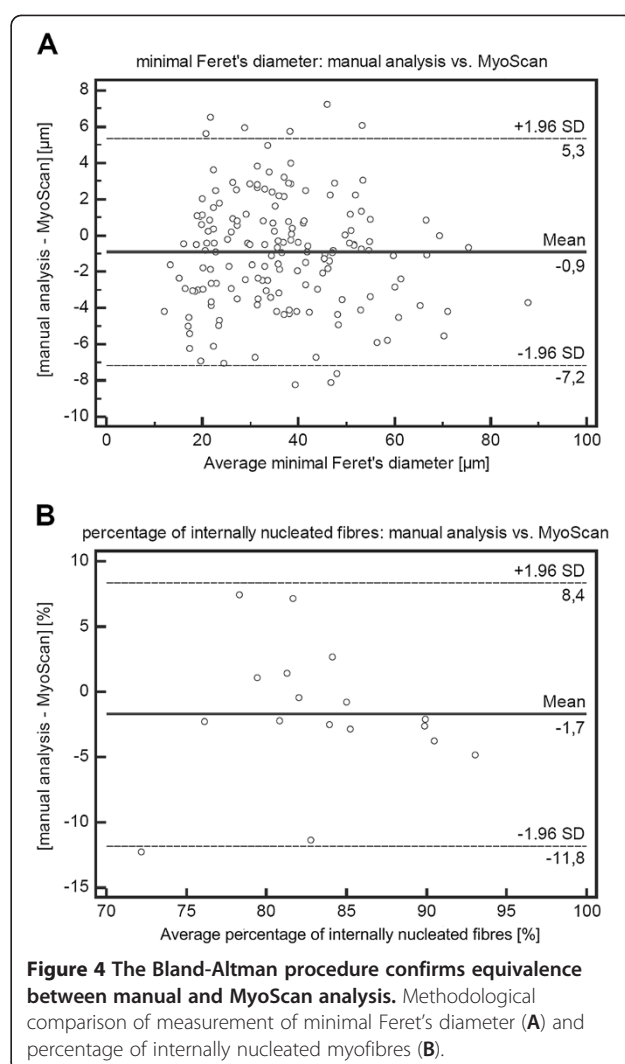 A
minimal Feret's diameter: manual analysis vs. MyoScan
[manual analysis - MyoScan] [µm]
8
6
4
2
0
-2
-4
-6
-8
-10
+1.96 SD
5,3
Mean
-0,9
-1.96 SD
-7,2
0 20 40 60 80 100
Average minimal Feret's diameter [µm]
B
percentage of internally nucleated fibres: manual analysis vs. MyoScan
[manual analysis - MyoScan] [%]
10
5
0
-5
-10
-15
+1.96 SD
8,4
Mean
-1,7
-1.96 SD
-11,8
70 75 80 85 90 95 100
Average percentage of internally nucleated fibres [%]
Figure 4 The Bland-Altman procedure confirms equivalence
between manual and MyoScan analysis. Methodological
comparison of measurement of minimal Feret's diameter (A) and
percentage of internally nucleated myofibres (B).